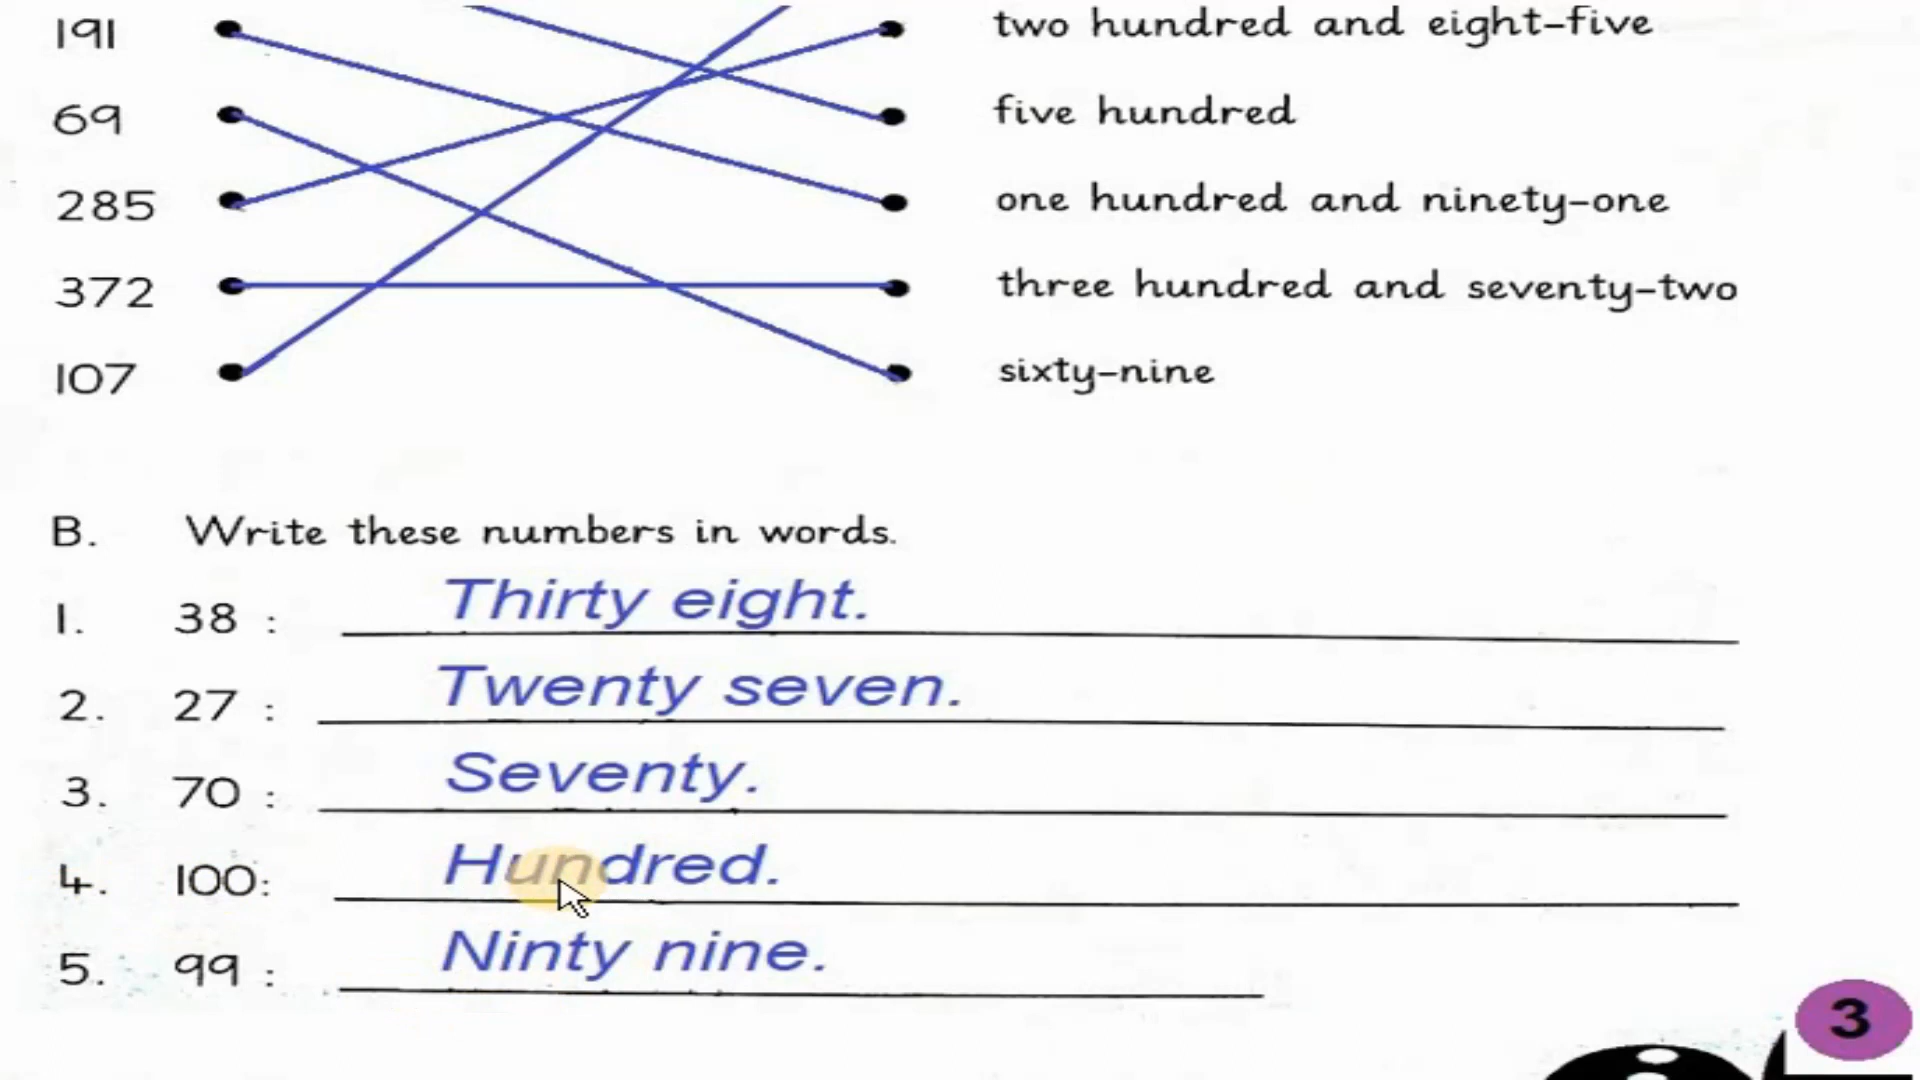 191 two hundred and eight-five
69 five hundred
285 one hundred and ninety-one
372 three hundred and seventy-two
107 sixty-nine
B. Write these numbers in words.
1. 38 : Thirty eight.
2. 27 : Twenty seven.
3. 70 : Seventy.
4. 100: Hundred.
5. 99 : Ninty nine.
3